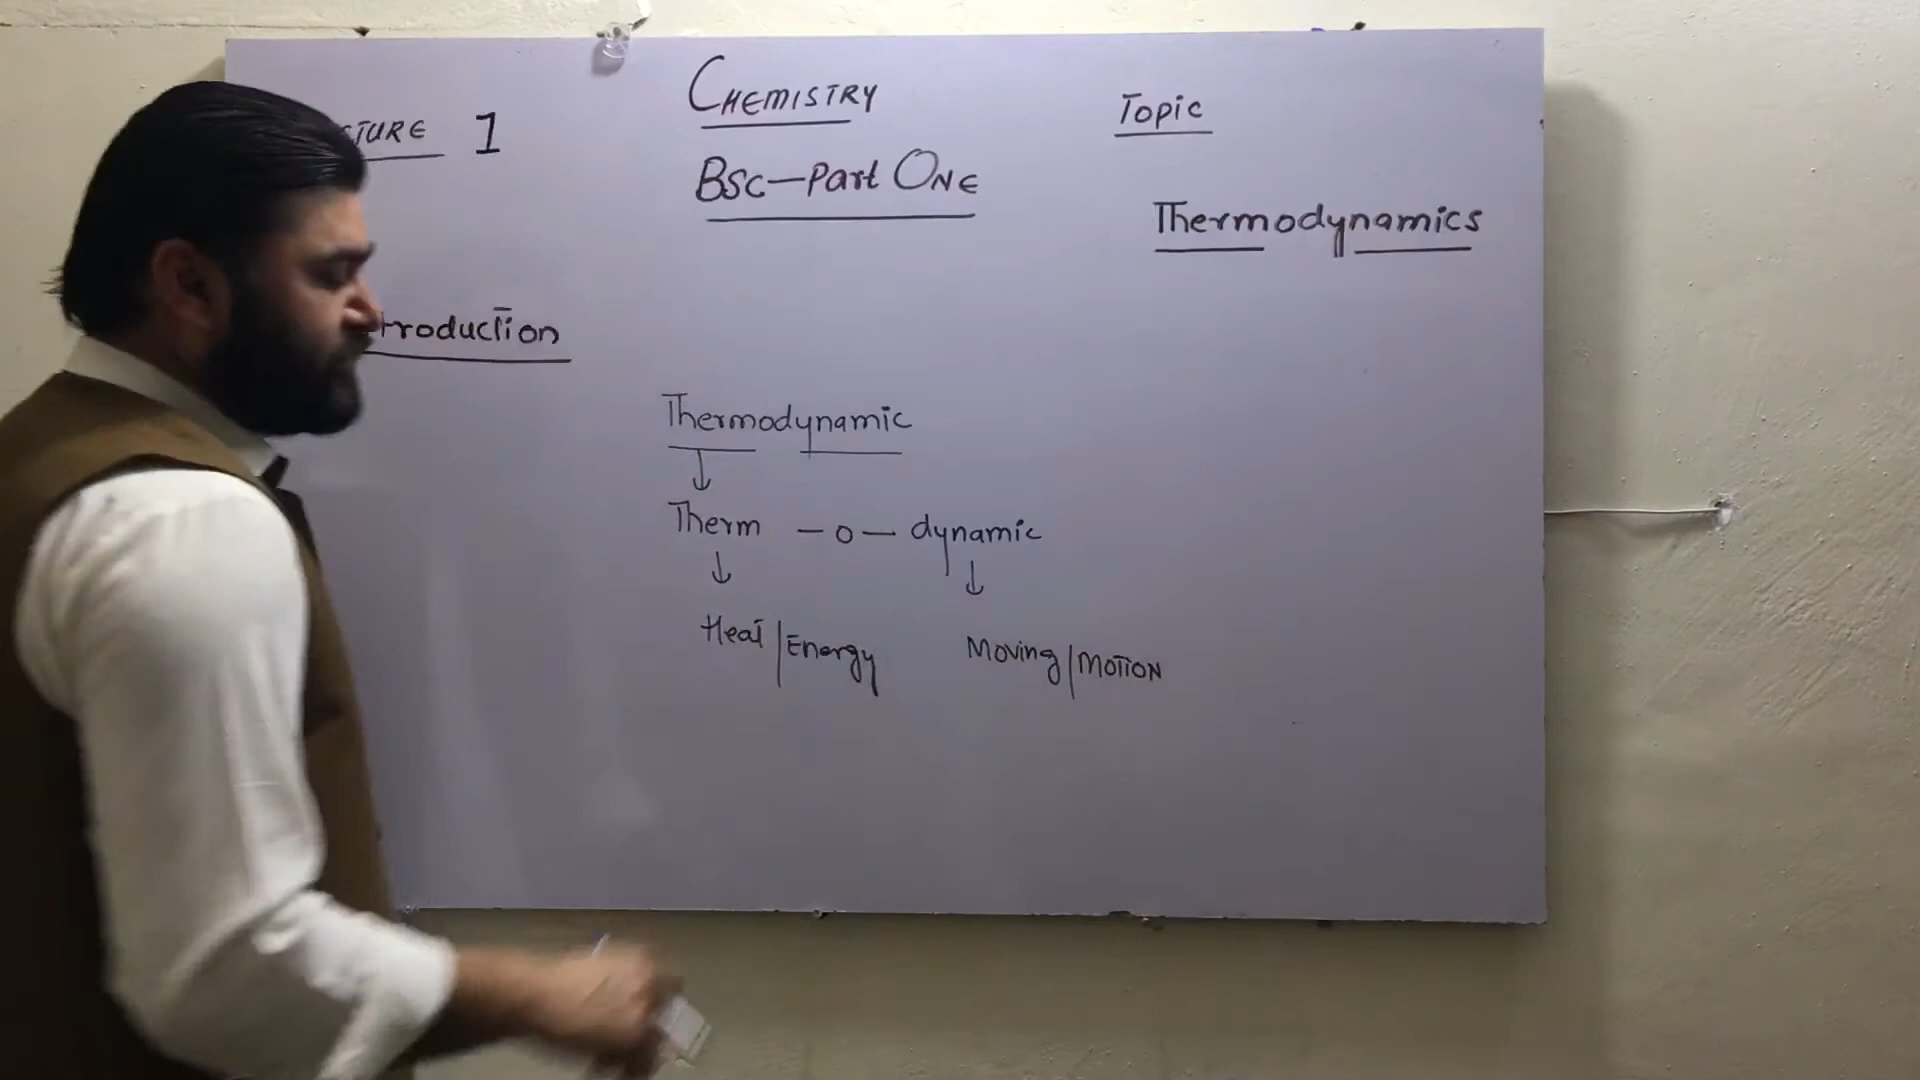 CHEMISTRY
TURE 1
Topic
BSC-Part ONE
Thermodynamics
troduction
Thermodynamic
↓
Therm - o - dynamic
↓ ↓
Heat | Energy Moving | MOTION